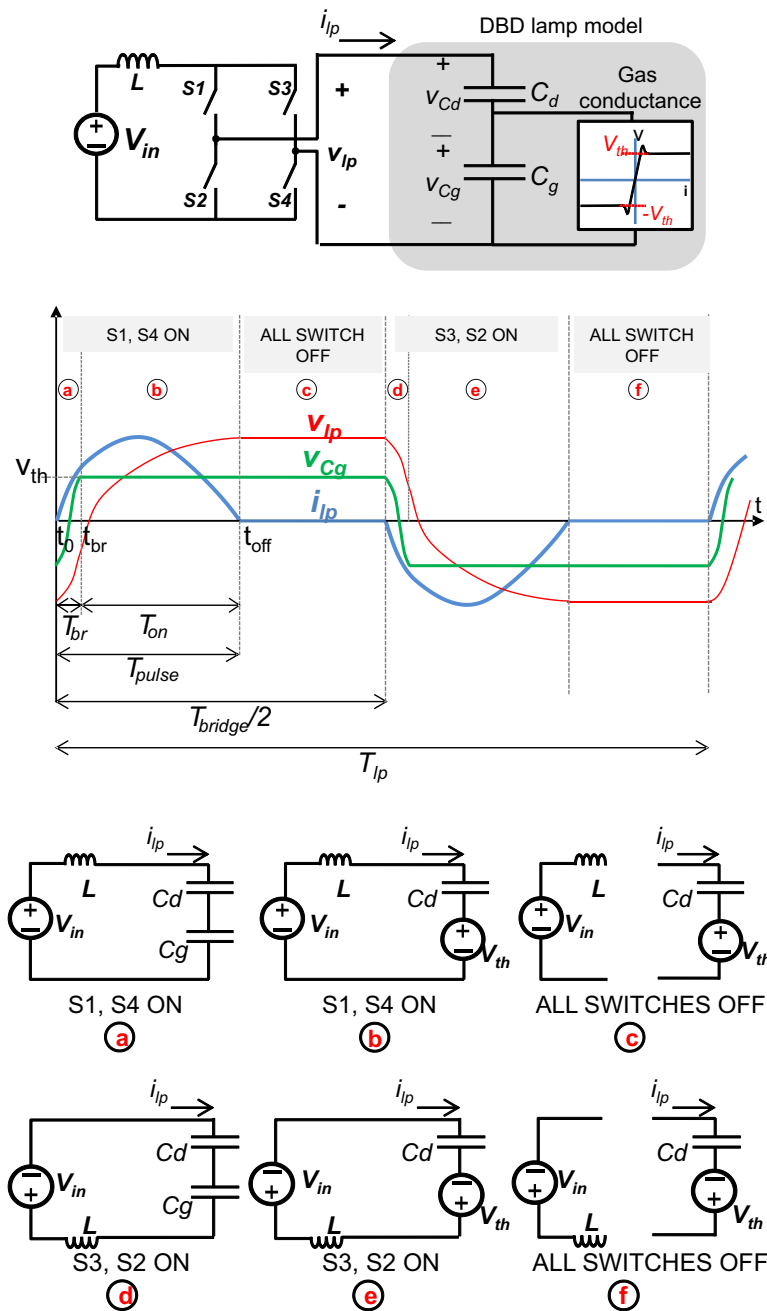 i_lp
DBD lamp model
L
S1
S3
+
+
v_Cd
C_d
Gas
conductance
V_in
v_lp
V_th
v
i
-V_th
+
v_Cg
C_g
S2
S4
-
S1, S4 ON
ALL SWITCH
OFF
S3, S2 ON
ALL SWITCH
OFF
a
b
c
d
e
f
v_lp
V_th
v_Cg
i_lp
t
t_0
t_br
t_off
T_br
T_on
T_pulse
T_bridge/2
T_lp
i_lp
i_lp
i_lp
L
L
L
Cd
Cd
Cd
V_in
V_in
V_in
Cg
V_th
V_th
S1, S4 ON
S1, S4 ON
ALL SWITCHES OFF
a
b
c
i_lp
i_lp
i_lp
Cd
Cd
Cd
V_in
V_in
V_in
Cg
V_th
V_th
L
L
L
S3, S2 ON
S3, S2 ON
ALL SWITCHES OFF
d
e
f